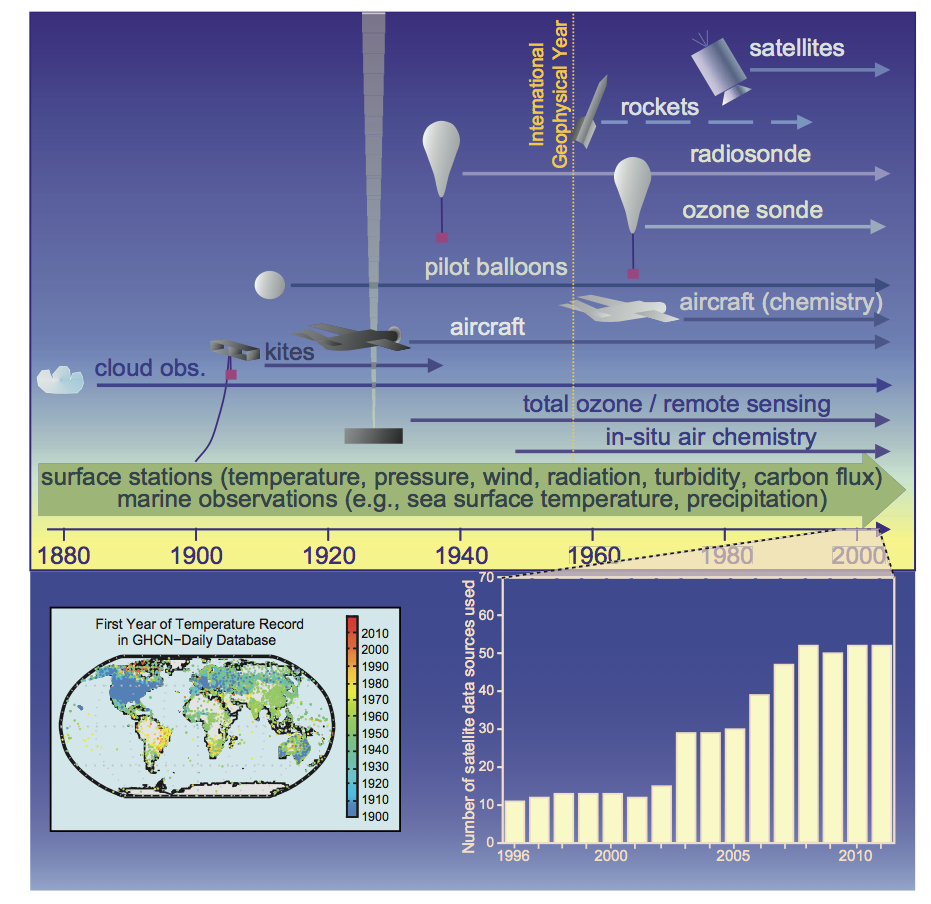 satellites
International
Geophysical Year
rockets
radiosonde
ozone sonde
pilot balloons
aircraft (chemistry)
aircraft
kites
cloud obs.
total ozone / remote sensing
in-situ air chemistry
surface stations (temperature, pressure, wind, radiation, turbidity, carbon flux)
marine observations (e.g., sea surface temperature, precipitation)
1880 1900 1920 1940 1960 1980 2000
First Year of Temperature Record
in GHCN−Daily Database
2010
2000
1990
1980
1970
1960
1950
1940
1930
1920
1910
1900
Number of satellite data sources used
70
60
50
40
30
20
10
0
1996 2000 2005 2010